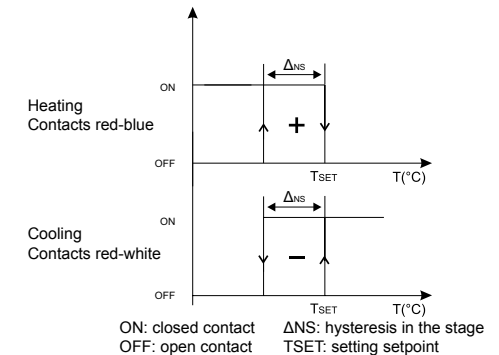 ΔNS
ON
Heating
Contacts red-blue
+
OFF
TSET T(°C)
ΔNS
ON
Cooling
Contacts red-white
−
OFF
TSET T(°C)
ON: closed contact ΔNS: hysteresis in the stage
OFF: open contact TSET: setting setpoint